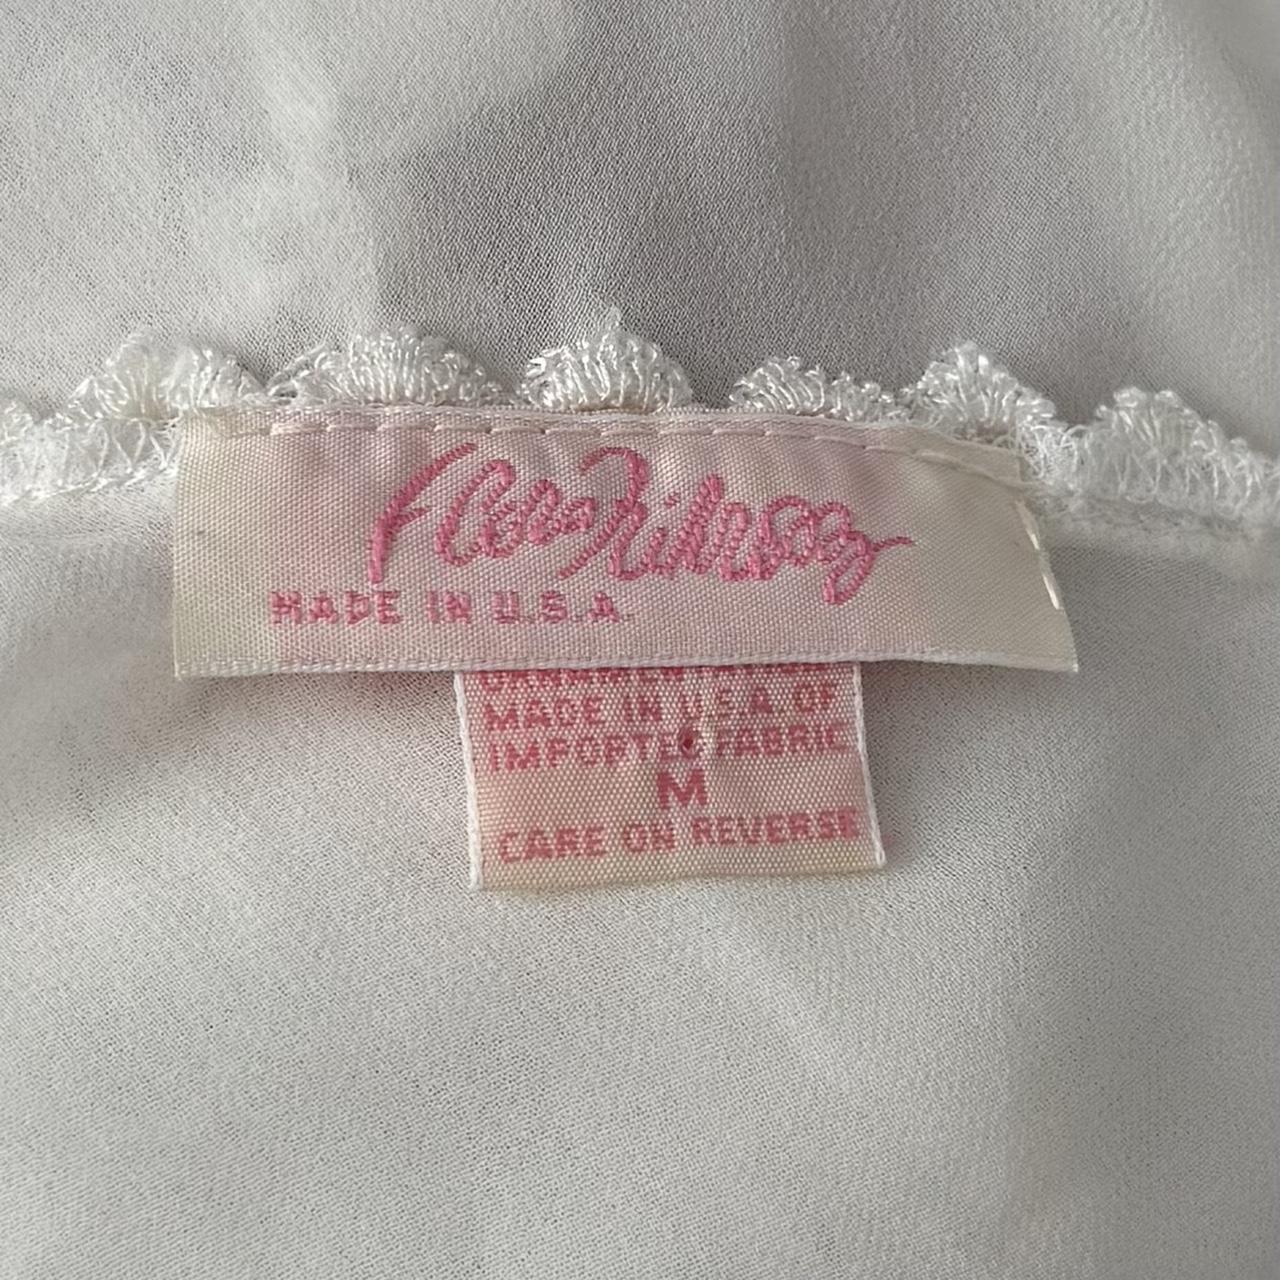 Flora Nikrooz
MADE IN U.S.A.
MADE IN U.S.A. OF
IMPORTED FABRIC
M
CARE ON REVERSE